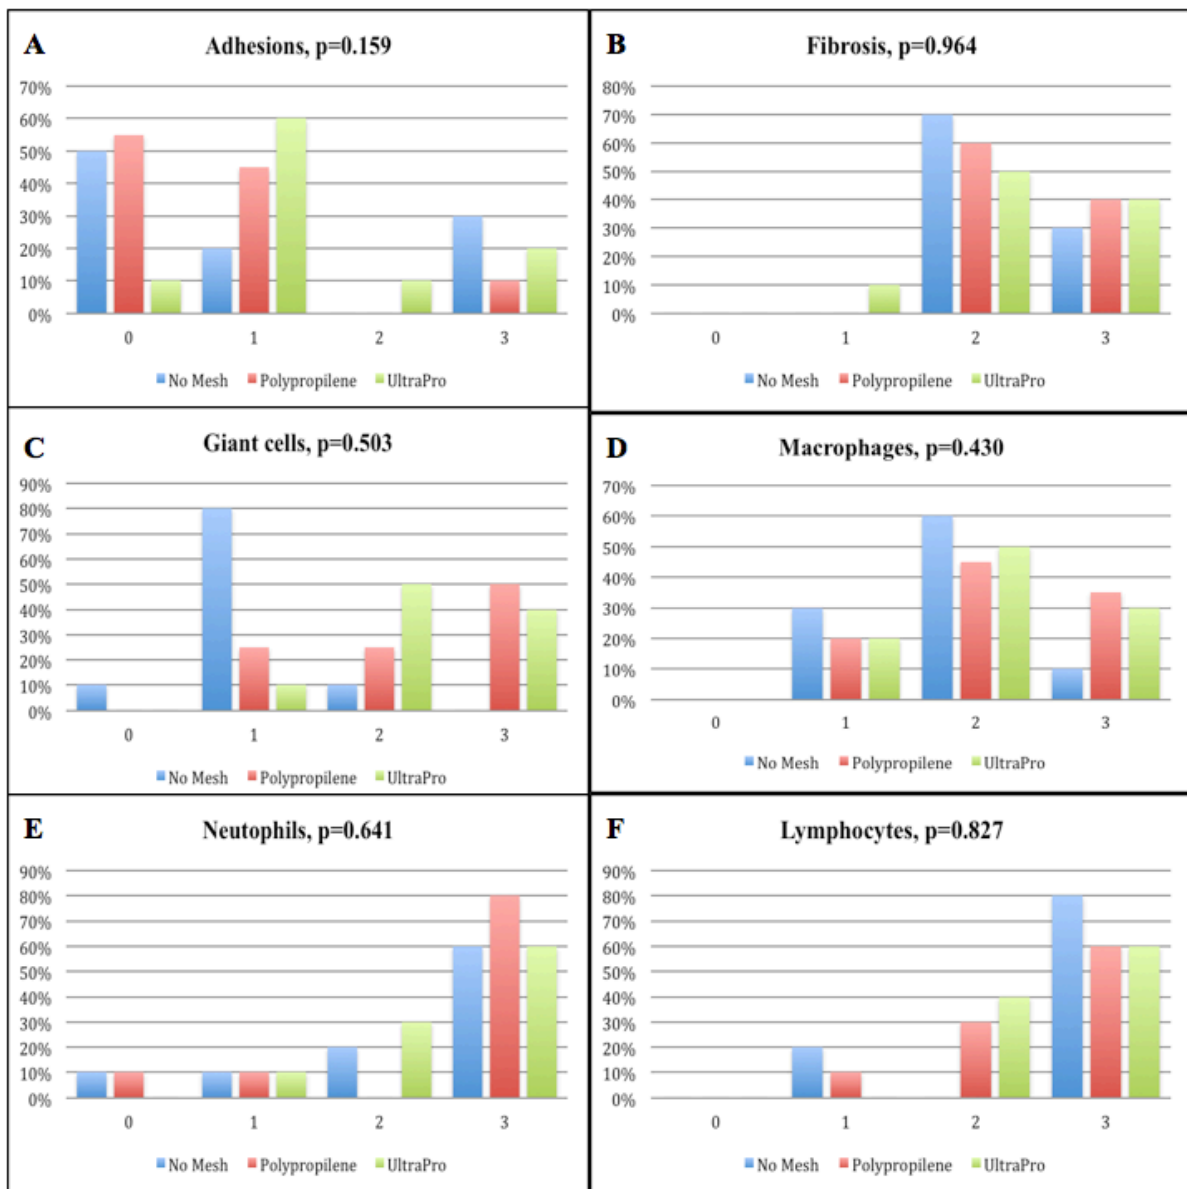 A
Adhesions, p=0.159
70%
60%
50%
40%
30%
20%
10%
0%
0 1 2 3
No Mesh Polypropilene UltraPro
B
Fibrosis, p=0.964
80%
70%
60%
50%
40%
30%
20%
10%
0%
0 1 2 3
No Mesh Polypropilene UltraPro
C
Giant cells, p=0.503
90%
80%
70%
60%
50%
40%
30%
20%
10%
0%
0 1 2 3
No Mesh Polypropilene UltraPro
D
Macrophages, p=0.430
70%
60%
50%
40%
30%
20%
10%
0%
0 1 2 3
No Mesh Polypropilene UltraPro
E
Neutophils, p=0.641
90%
80%
70%
60%
50%
40%
30%
20%
10%
0%
0 1 2 3
No Mesh Polypropilene UltraPro
F
Lymphocytes, p=0.827
90%
80%
70%
60%
50%
40%
30%
20%
10%
0%
0 1 2 3
No Mesh Polypropilene UltraPro